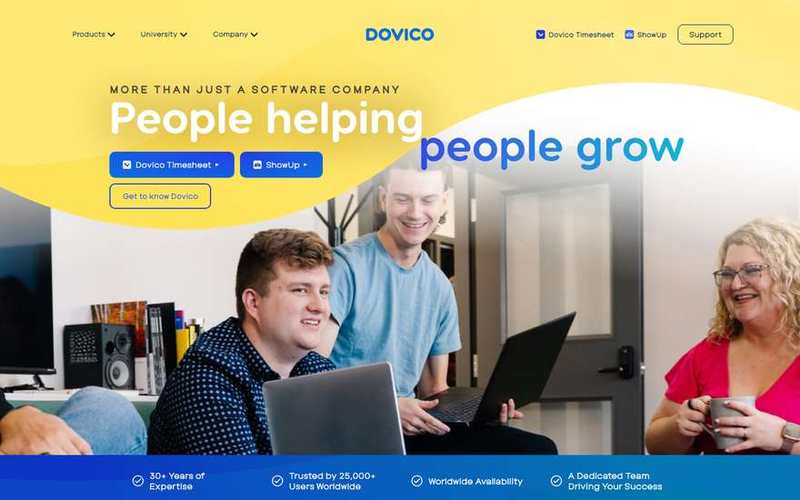 Products
University
Company
DOVICO
Dovico Timesheet
ShowUp
Support
MORE THAN JUST A SOFTWARE COMPANY
People helping
people grow
Dovico Timesheet
ShowUp
Get to know Dovico
30+ Years of
Expertise
Trusted by 25,000+
Users Worldwide
Worldwide Availability
A Dedicated Team
Driving Your Success